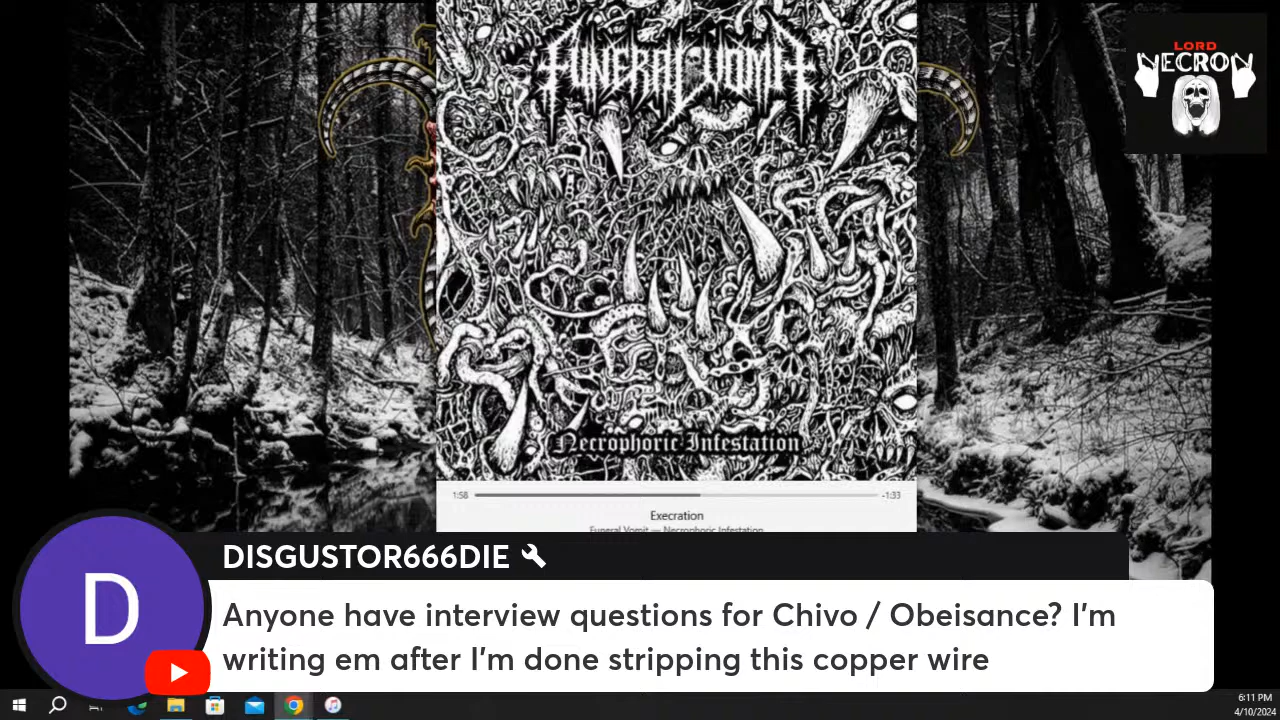 FUNERAL VOMIT
LORD
NECRON
Necrophoric Infestation
1:58
-1:33
Execration
Funeral Vomit — Necrophoric Infestation
DISGUSTOR666DIE
D
Anyone have interview questions for Chivo / Obeisance? I'm
writing em after I'm done stripping this copper wire
6:11 PM
4/10/2024